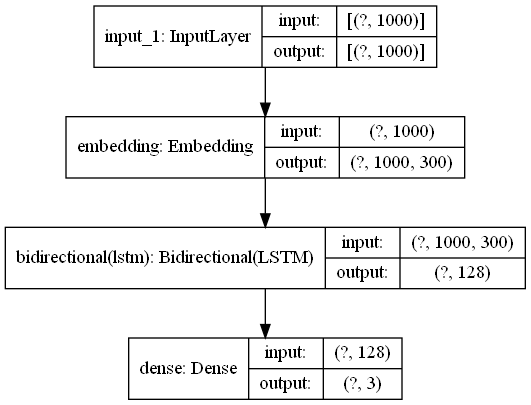 input_1: InputLayer
input:
[(?, 1000)]
output:
[(?, 1000)]
embedding: Embedding
input:
(?, 1000)
output:
(?, 1000, 300)
bidirectional(lstm): Bidirectional(LSTM)
input:
(?, 1000, 300)
output:
(?, 128)
dense: Dense
input:
(?, 128)
output:
(?, 3)